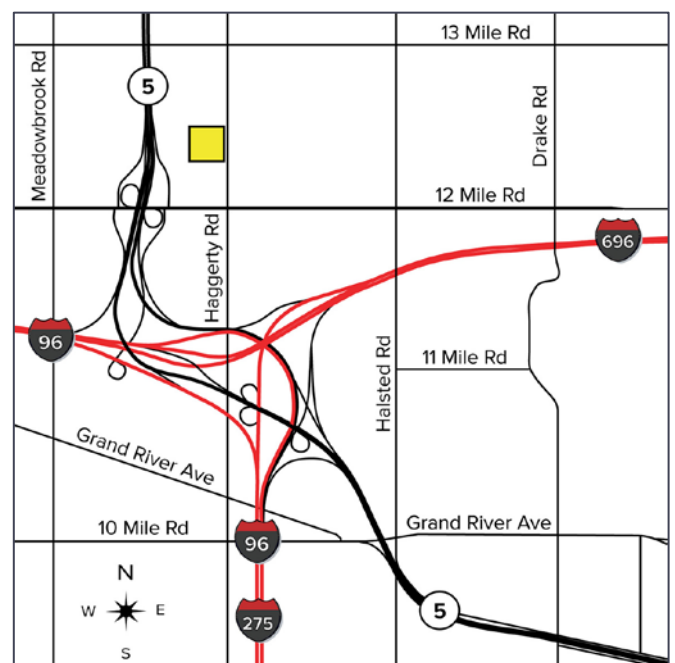 13 Mile Rd
Meadowbrook Rd
5
Drake Rd
12 Mile Rd
Haggerty Rd
696
96
Halsted Rd
11 Mile Rd
Grand River Ave
10 Mile Rd
Grand River Ave
96
N
W E
S
275
5